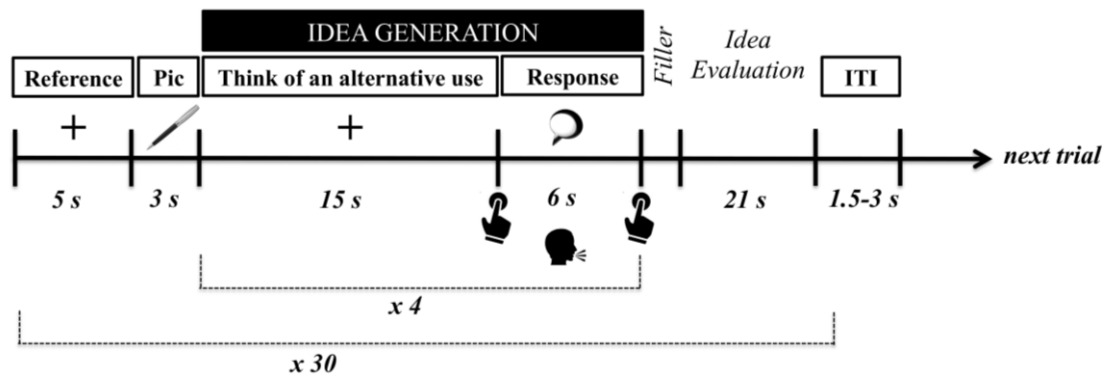 IDEA GENERATION
Reference
Pic
Think of an alternative use
Response
Filler
Idea
Evaluation
ITI
next trial
5 s
3 s
15 s
6 s
21 s
1.5-3 s
x 4
x 30